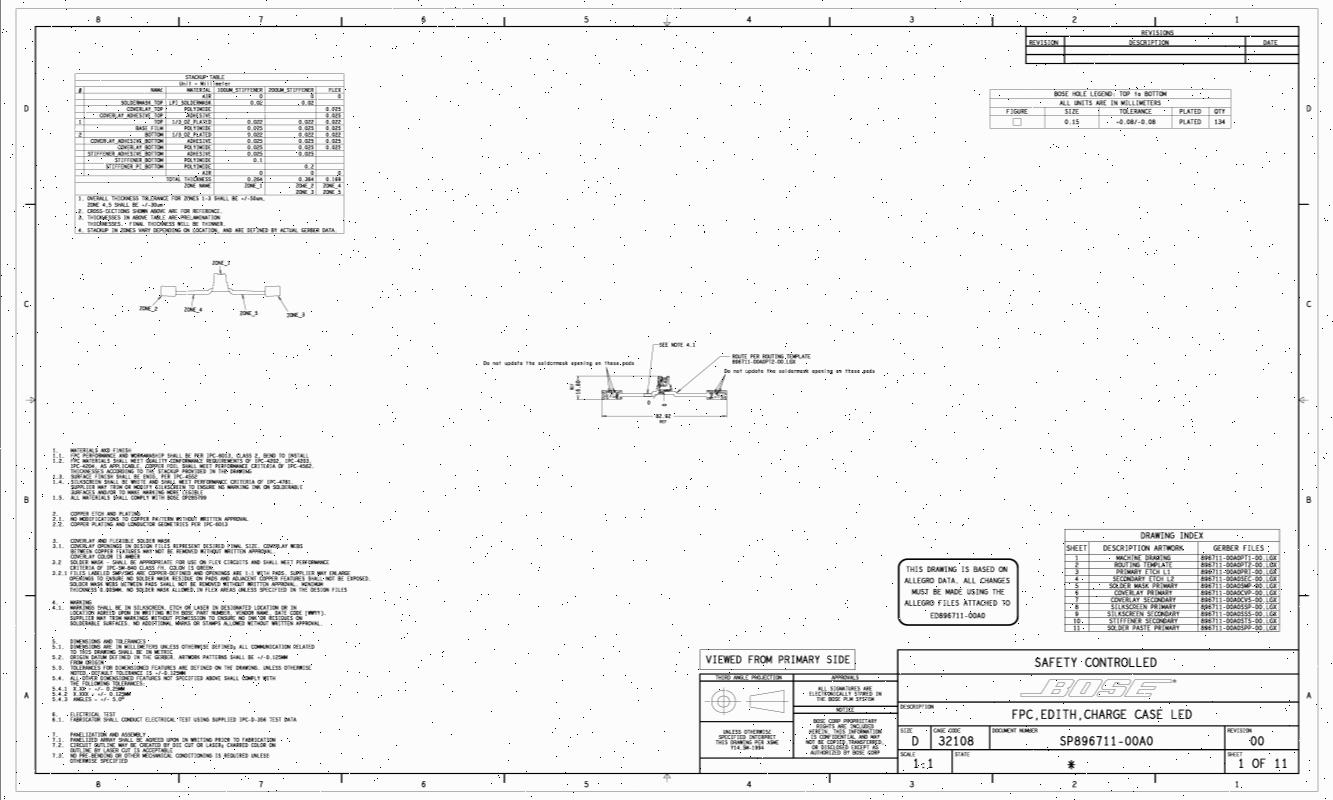 8 7 6 5 4 3 2 1
D
C
B
A
REVISIONS
REVISION DESCRIPTION DATE
STACKUP TABLE
Unit - Millimeter
# NAME MATERIAL 100UM_STIFFENER 200UM_STIFFENER FLEX
AIR 0 0 0
SOLDERMASK_TOP LPI_SOLDERMASK 0.02 0.02
COVERLAY_TOP POLYIMIDE 0.025
COVERLAY_ADHESIVE_TOP ADHESIVE 0.025
1 TOP 1/3_OZ_PLATED 0.022 0.022 0.022
BASE_FILM POLYIMIDE 0.025 0.025 0.025
2 BOTTOM 1/3_OZ_PLATED 0.022 0.022 0.022
COVERLAY_ADHESIVE_BOTTOM ADHESIVE 0.025 0.025 0.025
COVERLAY_BOTTOM POLYIMIDE 0.025 0.025 0.025
STIFFENER_ADHESIVE_BOTTOM ADHESIVE 0.025 0.025
STIFFENER_BOTTOM POLYIMIDE 0.1
STIFFENER_PI_BOTTOM POLYIMIDE 0.2
AIR 0 0 0
TOTAL THICKNESS 0.264 0.364 0.169
ZONE NAME ZONE_1 ZONE_2 ZONE_4
ZONE_3 ZONE_5
1. OVERALL THICKNESS TOLERANCE FOR ZONES 1-3 SHALL BE +/-50um,
ZONE 4,5 SHALL BE +/-30um
2. CROSS-SECTIONS SHOWN ABOVE ARE FOR REFERENCE.
3. THICKNESSES IN ABOVE TABLE ARE PRELAMINATION
THICKNESSES. FINAL THICKNESS WILL BE THINNER.
4. STACKUP IN ZONES VARY DEPENDING ON LOCATION, AND ARE DEFINED BY ACTUAL GERBER DATA.
BOSE HOLE LEGEND: TOP to BOTTOM
ALL UNITS ARE IN MILLIMETERS
FIGURE SIZE TOLERANCE PLATED QTY
0.15 -0.08/-0.08 PLATED 134
ZONE_2
ZONE_4
ZONE_5
ZONE_3
SEE NOTE 4.1
Do not update the soldermask opening on these pads
ROUTE PER ROUTING TEMPLATE
896711-00A0PT2-00.LGX
Do not update the soldermask opening on these pads
REF
REF
1. MATERIALS AND FINISH
1.1. FPC PERFORMANCE AND WORKMANSHIP SHALL BE PER IPC-6013, CLASS 2, BEND TO INSTALL
1.2. FPC MATERIALS SHALL MEET QUALITY CONFORMANCE REQUIREMENTS OF IPC-4202, IPC-4203,
IPC-4204, AS APPLICABLE. COPPER FOIL SHALL MEET PERFORMANCE CRITERIA OF IPC-4562.
THICKNESSES ACCORDING TO THE STACKUP PROVIDED IN THE DRAWING
1.3. SURFACE FINISH SHALL BE ENIG, PER IPC-4552
1.4. SILKSCREEN SHALL BE WHITE AND SHALL MEET PERFORMANCE CRITERIA OF IPC-4781.
SUPPLIER MAY TRIM OR MODIFY SILKSCREEN TO ENSURE NO MARKING INK ON SOLDERABLE
SURFACES AND/OR TO MAKE MARKING MORE LEGIBLE
1.5. ALL MATERIALS SHALL COMPLY WITH BOSE
2. COPPER ETCH AND PLATING
2.1. NO MODIFICATIONS TO COPPER PATTERN WITHOUT WRITTEN APPROVAL
2.2. COPPER PLATING AND CONDUCTOR GEOMETRIES PER IPC-6013
3. COVERLAY AND FLEXIBLE SOLDER MASK
3.1. COVERLAY OPENINGS IN DESIGN FILES REPRESENT DESIRED FINAL SIZE. COVERLAY WEBS
BETWEEN COPPER FEATURES MAY NOT BE REMOVED WITHOUT WRITTEN APPROVAL.
COVERLAY COLOR IS AMBER
3.2 SOLDER MASK - SHALL BE APPROPRIATE FOR USE ON FLEX CIRCUITS AND SHALL MEET PERFORMANCE
CRITERIA OF IPC-SM-840 CLASS FH. COLOR IS GREEN.
3.2.1 FILES LABELED SMP/SMS ARE COPPER-DEFINED AND OPENINGS ARE 1:1 WITH PADS. SUPPLIER MAY ENLARGE
OPENINGS TO ENSURE NO SOLDER MASK RESIDUE ON PADS AND ADJACENT COPPER FEATURES SHALL NOT BE EXPOSED.
SOLDER MASK WEBS BETWEEN PADS SHALL NOT BE REMOVED WITHOUT WRITTEN APPROVAL. MINIMUM
THICKNESS 0.005MM. NO SOLDER MASK ALLOWED IN FLEX AREAS UNLESS SPECIFIED IN THE DESIGN FILES
4. MARKING
4.1. MARKINGS SHALL BE IN SILKSCREEN, ETCH OR LASER IN DESIGNATED LOCATION OR IN
LOCATION AGREED UPON IN WRITING WITH BOSE PART NUMBER, VENDOR NAME, DATE CODE
SUPPLIER MAY TRIM MARKINGS WITHOUT PERMISSION TO ENSURE NO INK OR RESIDUES ON
SOLDERABLE SURFACES. NO ADDITIONAL MARKS OR STAMPS ALLOWED WITHOUT WRITTEN APPROVAL.
5. DIMENSIONS AND TOLERANCES
5.1. DIMENSIONS ARE IN MILLIMETERS UNLESS OTHERWISE DEFINED; ALL COMMUNICATION RELATED
TO THIS DRAWING SHALL BE IN METRIC
5.2. ORIGIN DATUM DEFINED IN THE GERBER. ARTWORK PATTERNS SHALL BE +/-0.125MM
FROM ORIGIN
5.3. TOLERANCES FOR DIMENSIONED FEATURES ARE DEFINED ON THE DRAWING. UNLESS OTHERWISE
NOTED, DEFAULT TOLERANCE IS +/-0.125MM
5.4. ALL OTHER DIMENSIONED FEATURES NOT SPECIFIED ABOVE SHALL COMPLY WITH
THE FOLLOWING TOLERANCES:
5.4.1 X.XX - +/- 0.25MM
5.4.2 X.XXX - +/- 0.125MM
5.4.3 ANGLES - +/- 5.0°
6. ELECTRICAL TEST
6.1. FABRICATOR SHALL CONDUCT ELECTRICAL TEST USING SUPPLIED IPC-D-356 TEST DATA
7. PANELIZATION AND ASSEMBLY
7.1. PANELIZED ARRAY SHALL BE AGREED UPON IN WRITING PRIOR TO FABRICATION
7.2. CIRCUIT OUTLINE MAY BE CREATED BY DIE CUT OR LASER; CHARRED COLOR ON
OUTLINE BY LASER CUT IS ACCEPTABLE
7.3. NO PRE-BENDING OR OTHER MECHANICAL CONDITIONING IS REQUIRED UNLESS
OTHERWISE SPECIFIED
THIS DRAWING IS BASED ON
ALLEGRO DATA. ALL CHANGES
MUST BE MADE USING THE
ALLEGRO FILES ATTACHED TO
ED896711-00A0
DRAWING INDEX
SHEET DESCRIPTION ARTWORK GERBER FILES
1 MACHINE DRAWING 896711-00A0PT1-00.LGX
2 ROUTING TEMPLATE 896711-00A0PT2-00.LGX
3 PRIMARY ETCH L1 896711-00A0PRI-00.LGX
4 SECONDARY ETCH L2 896711-00A0SEC-00.LGX
5 SOLDER MASK PRIMARY 896711-00A0SMP-00.LGX
6 COVERLAY PRIMARY 896711-00A0CVP-00.LGX
7 COVERLAY SECONDARY 896711-00A0CVS-00.LGX
8 SILKSCREEN PRIMARY 896711-00A0SSP-00.LGX
9 SILKSCREEN SECONDARY 896711-00A0SSS-00.LGX
10 STIFFENER SECONDARY 896711-00A0STS-00.LGX
11 SOLDER PASTE PRIMARY 896711-00A0SPP-00.LGX
VIEWED FROM PRIMARY SIDE
THIRD ANGLE PROJECTION
UNLESS OTHERWISE
SPECIFIED INTERPRET
THIS DRAWING PER ASME
Y14.5M-1994
APPROVALS
ALL SIGNATURES ARE
ELECTRONICALLY STORED IN
THE BOSE PLM SYSTEM
NOTICE
BOSE CORP PROPRIETARY
RIGHTS ARE INCLUDED
HEREIN. THIS INFORMATION
IS CONFIDENTIAL AND MAY
NOT BE COPIED, TRANSFERRED
OR DISCLOSED EXCEPT AS
AUTHORIZED BY BOSE CORP
SAFETY CONTROLLED
BOSE
DESCRIPTION
FPC,EDITH,CHARGE CASE LED
SIZE
D
CAGE CODE
32108
DOCUMENT NUMBER
SP896711-00A0
REVISION
00
SCALE
1:1
STATE
*
SHEET
1 OF 11
8 7 6 5 4 3 2 1